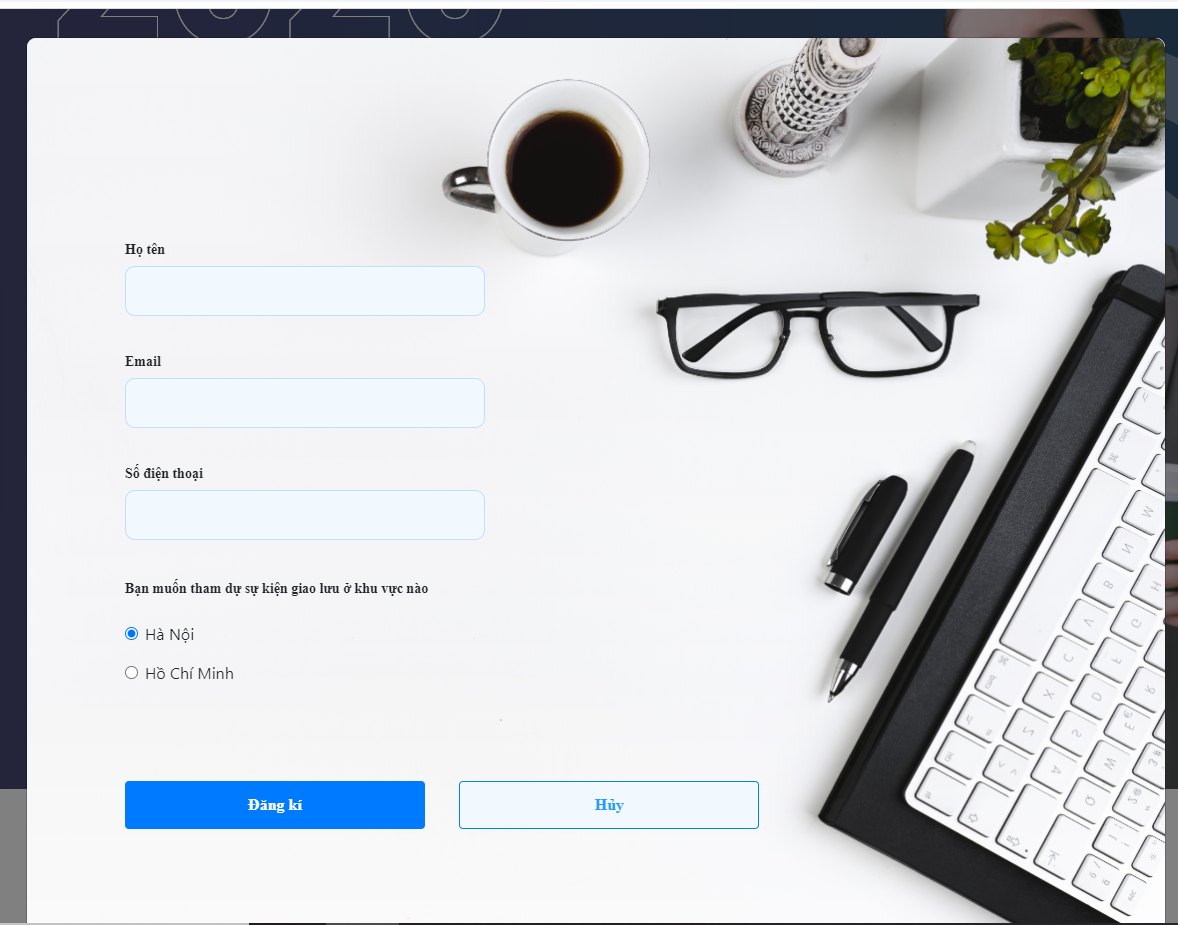 2020
Họ tên
Email
Số điện thoại
Bạn muốn tham dự sự kiện giao lưu ở khu vực nào
Hà Nội
Hồ Chí Minh
Đăng kí
Hủy